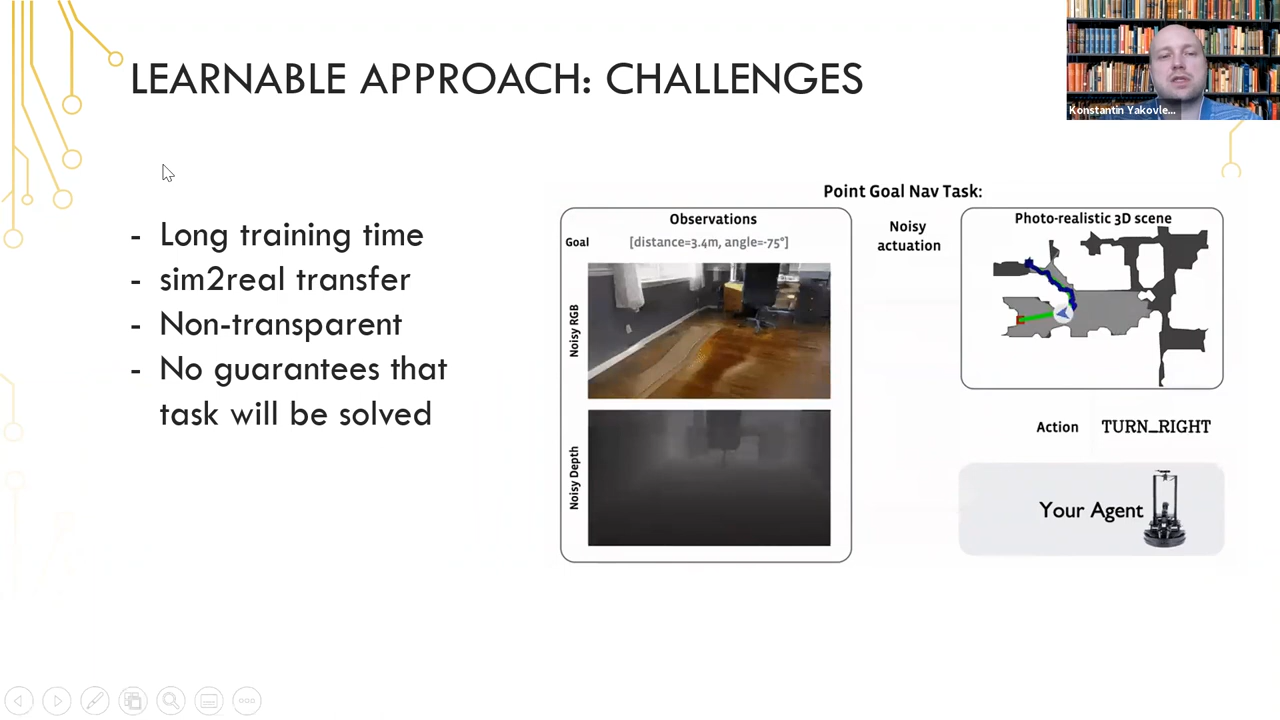 LEARNABLE APPROACH: CHALLENGES
Konstantin Yakovle...
- Long training time
- sim2real transfer
- Non-transparent
- No guarantees that
task will be solved
Point Goal Nav Task:
Observations
Goal [distance=3.4m, angle=-75°]
Noisy RGB
Noisy Depth
Noisy
actuation
Photo-realistic 3D scene
Action TURN_RIGHT
Your Agent